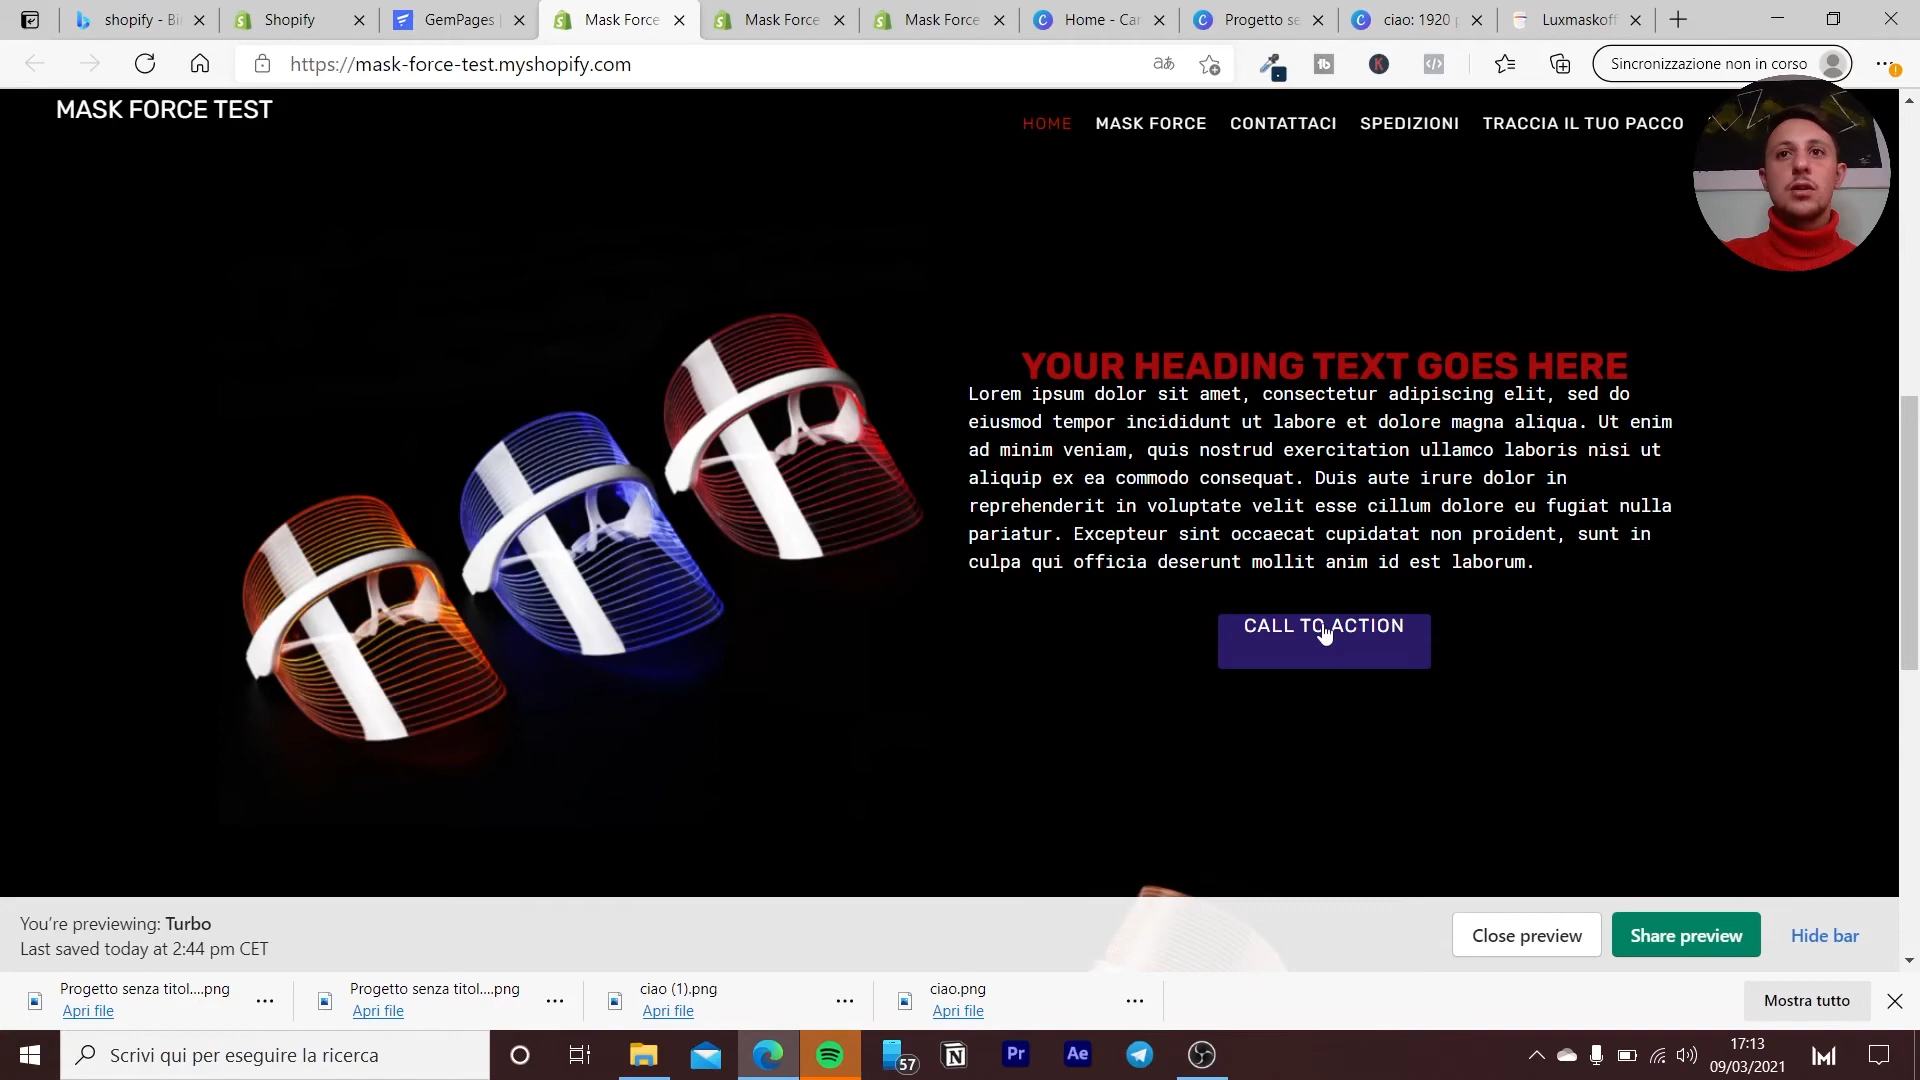 shopify - Bi
Shopify
GemPages
Mask Force
Mask Force
Mask Force
Home - Ca
Progetto se
ciao: 1920
Luxmaskoff
https://mask-force-test.myshopify.com
Sincronizzazione non in corso
MASK FORCE TEST
HOME
MASK FORCE
CONTATTACI
SPEDIZIONI
TRACCIA IL TUO PACCO
YOUR HEADING TEXT GOES HERE
Lorem ipsum dolor sit amet, consectetur adipiscing elit, sed do
eiusmod tempor incididunt ut labore et dolore magna aliqua. Ut enim
ad minim veniam, quis nostrud exercitation ullamco laboris nisi ut
aliquip ex ea commodo consequat. Duis aute irure dolor in
reprehenderit in voluptate velit esse cillum dolore eu fugiat nulla
pariatur. Excepteur sint occaecat cupidatat non proident, sunt in
culpa qui officia deserunt mollit anim id est laborum.
CALL TO ACTION
You're previewing: Turbo
Last saved today at 2:44 pm CET
Close preview
Share preview
Hide bar
Progetto senza titol....png
Apri file
Progetto senza titol....png
Apri file
ciao (1).png
Apri file
ciao.png
Apri file
Mostra tutto
Scrivi qui per eseguire la ricerca
57
Pr
Ae
17:13
09/03/2021